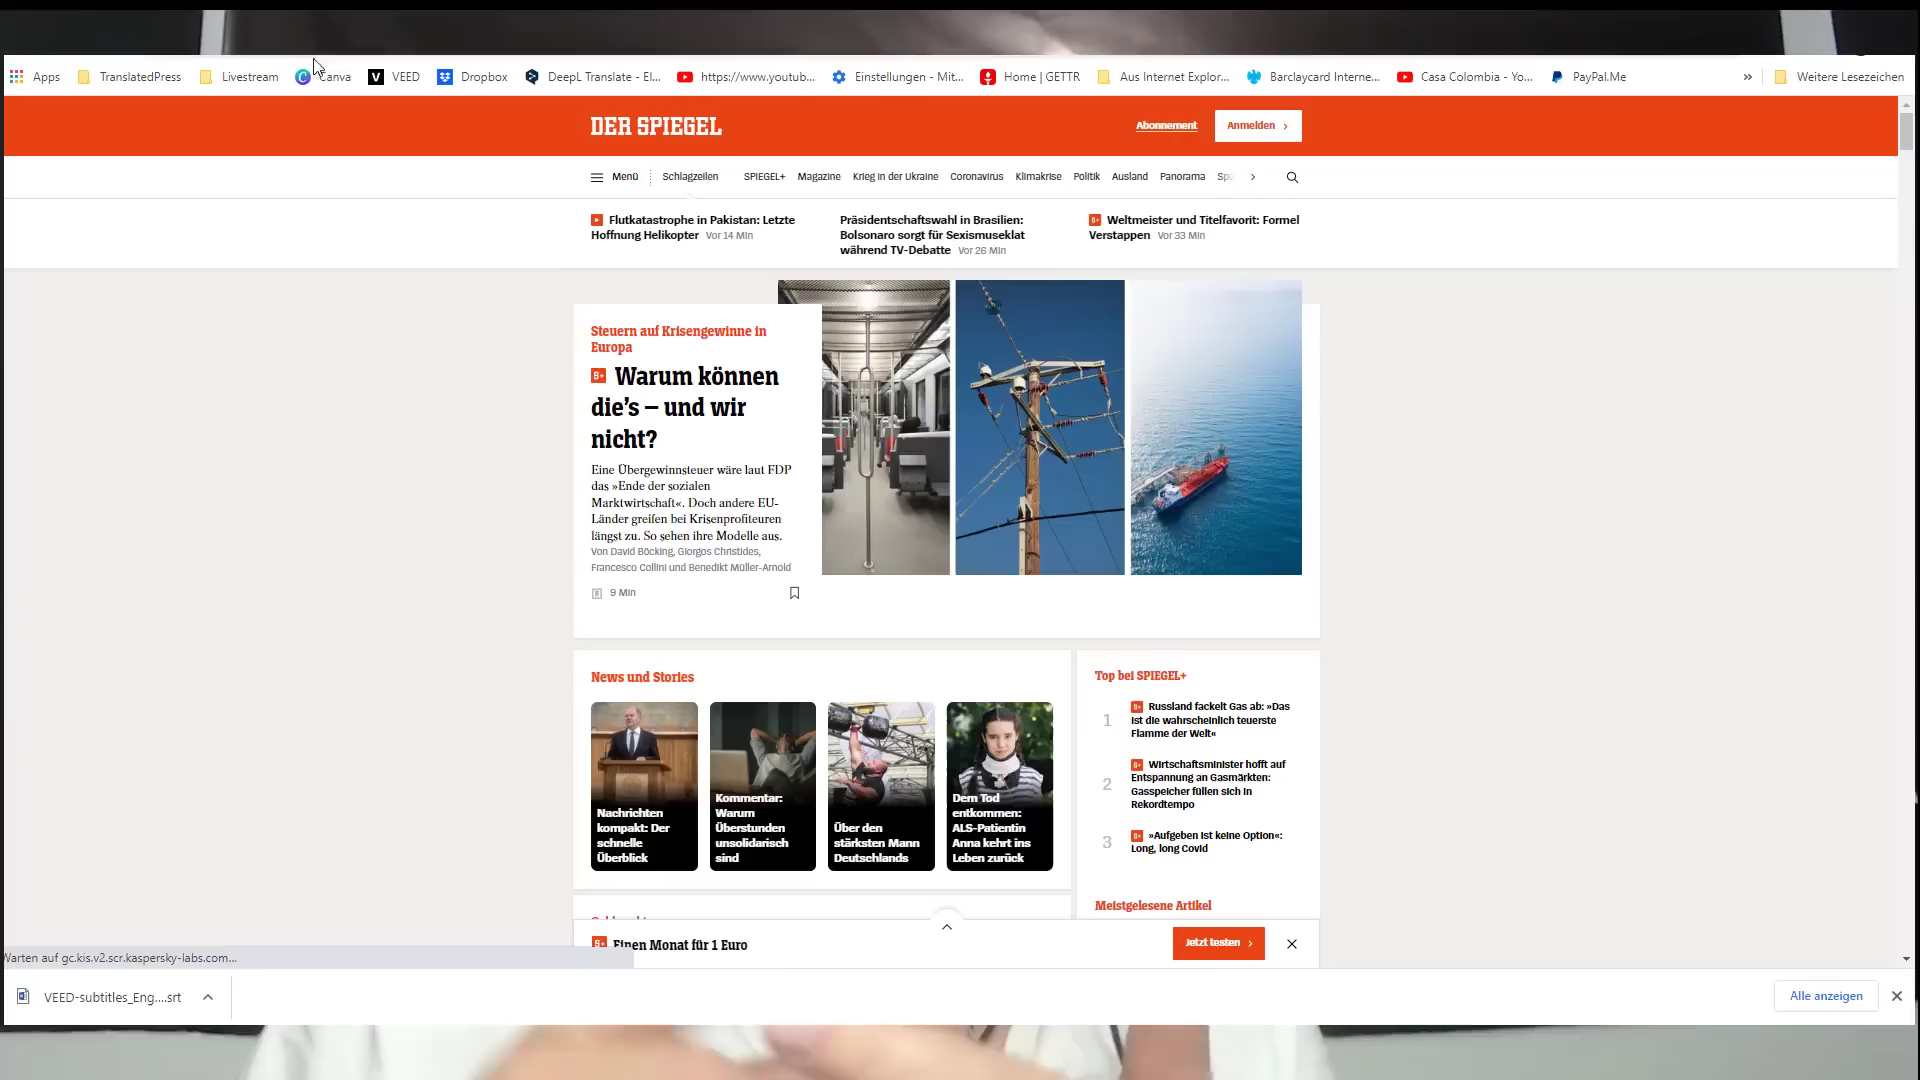 Apps TranslatedPress Livestream Canva VEED Dropbox DeepL Translate - El... https://www.youtub... Einstellungen - Mit... Home | GETTR Aus Internet Explor... Barclaycard Interne... Casa Colombia - Yo... PayPal.Me » Weitere Lesezeichen
DER SPIEGEL
Abonnement Anmelden
Menü Schlagzeilen SPIEGEL+ Magazine Krieg in der Ukraine Coronavirus Klimakrise Politik Ausland Panorama
Flutkatastrophe in Pakistan: Letzte
Hoffnung Helikopter Vor 14 Min
Präsidentschaftswahl in Brasilien:
Bolsonaro sorgt für Sexismuseklat
während TV-Debatte Vor 26 Min
S+ Weltmeister und Titelfavorit: Formel
Verstappen Vor 33 Min
Steuern auf Krisengewinne in
Europa
S+ Warum können
die's – und wir
nicht?
Eine Übergewinnsteuer wäre laut FDP
das »Ende der sozialen
Marktwirtschaft«. Doch andere EU-
Länder greifen bei Krisenprofiteuren
längst zu. So sehen ihre Modelle aus.
Von David Böcking, Giorgos Christides,
Francesco Collini und Benedikt Müller-Arnold
9 Min
News und Stories
Nachrichten
kompakt: Der
schnelle
Überblick
Kommentar:
Warum
Überstunden
unsolidarisch
sind
Über den
stärksten Mann
Deutschlands
Dem Tod
entkommen:
ALS-Patientin
Anna kehrt ins
Leben zurück
Top bei SPIEGEL+
1 S+ Russland fackelt Gas ab: »Das
ist die wahrscheinlich teuerste
Flamme der Welt«
2 S+ Wirtschaftsminister hofft auf
Entspannung an Gasmärkten:
Gasspeicher füllen sich in
Rekordtempo
3 S+ »Aufgeben ist keine Option«:
Long, long Covid
Meistgelesene Artikel
S+ Einen Monat für 1 Euro
Jetzt testen
Warten auf gc.kis.v2.scr.kaspersky-labs.com...
VEED-subtitles_Eng....srt
Alle anzeigen